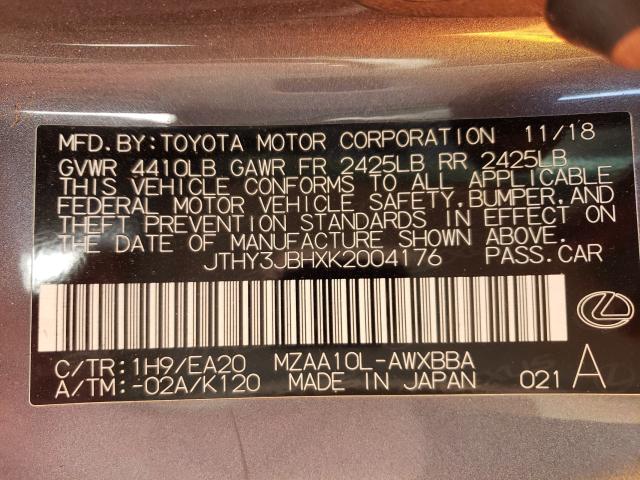 MFD. BY: TOYOTA MOTOR CORPORATION 11/18
GVWR 4410LB GAWR FR 2425LB RR 2425LB
THIS VEHICLE CONFORMS TO ALL APPLICABLE
FEDERAL MOTOR VEHICLE SAFETY, BUMPER, AND
THEFT PREVENTION STANDARDS IN EFFECT ON
THE DATE OF MANUFACTURE SHOWN ABOVE.
JTHY3JBHXK2004176 PASS. CAR
C/TR: 1H9/EA20 MZAA10L-AWXBBA
A/TM: -02A/K120 MADE IN JAPAN 021 A